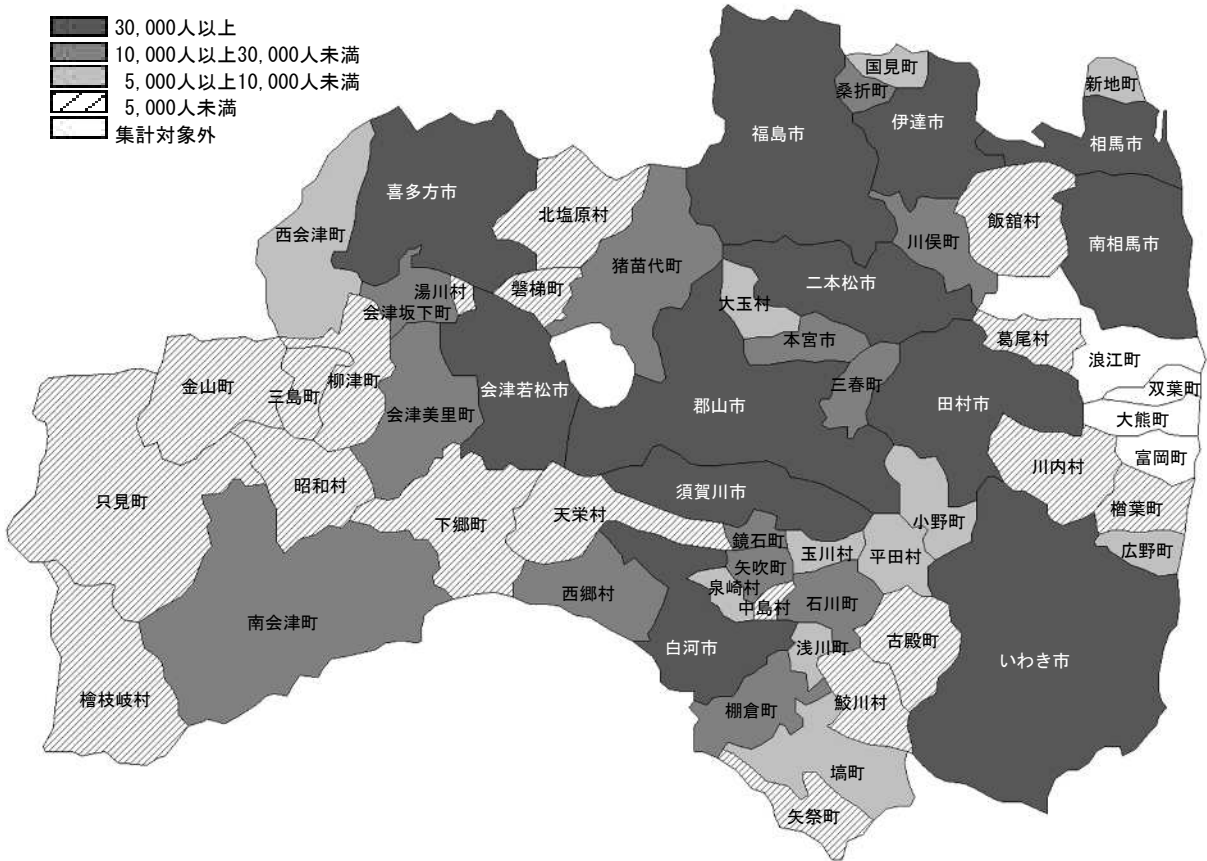 30,000人以上
10,000人以上30,000人未満
5,000人以上10,000人未満
5,000人未満
集計対象外
国見町
桑折町
新地町
福島市
伊達市
相馬市
喜多方市
北塩原村
飯舘村
西会津町
川俣町
南相馬市
猪苗代町
二本松市
湯川村
磐梯町
大玉村
会津坂下町
本宮市
葛尾村
浪江町
金山町
柳津町
三島町
会津若松市
三春町
双葉町
会津美里町
郡山市
田村市
大熊町
富岡町
川内村
只見町
昭和村
須賀川市
楢葉町
下郷町
天栄村
小野町
鏡石町
玉川村
平田村
広野町
矢吹町
泉崎村
西郷村
中島村
石川町
南会津町
古殿町
白河市
浅川町
いわき市
檜枝岐村
鮫川村
棚倉町
塙町
矢祭町